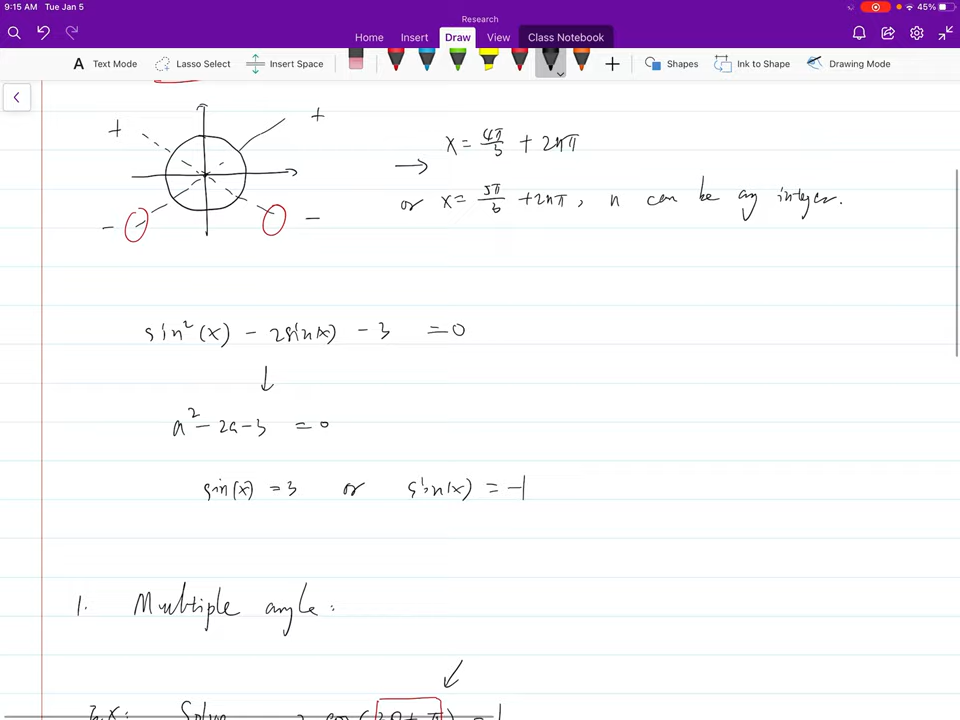 9:15 AM Tue Jan 5
45%
Research
Home Insert Draw View Class Notebook
A Text Mode Lasso Select Insert Space Shapes Ink to Shape Drawing Mode
+ +
→ x = 4π/3 + 2nπ
or x = 5π/6 + 2nπ, n can be any integer.
- -
sin²(x) - 2sin(x) - 3 = 0
↓
a² - 2a - 3 = 0
sin(x) = 3 or sin(x) = -1
1. Multiple angle:
Solve